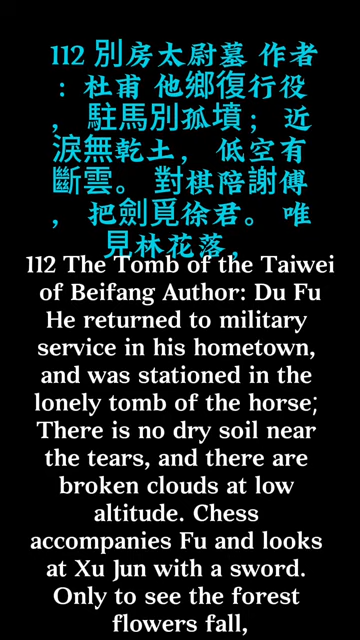 112 別房太尉墓 作者
：杜甫 他鄉復行役
， 駐馬別孤墳； 近
淚無乾土， 低空有
斷雲。 對棋陪謝傅
， 把劍覓徐君。 唯
見林花落，
112 The Tomb of the Taiwei
of Beifang Author: Du Fu
He returned to military
service in his hometown,
and was stationed in the
lonely tomb of the horse;
There is no dry soil near
the tears, and there are
broken clouds at low
altitude. Chess
accompanies Fu and looks
at Xu Jun with a sword.
Only to see the forest
flowers fall,